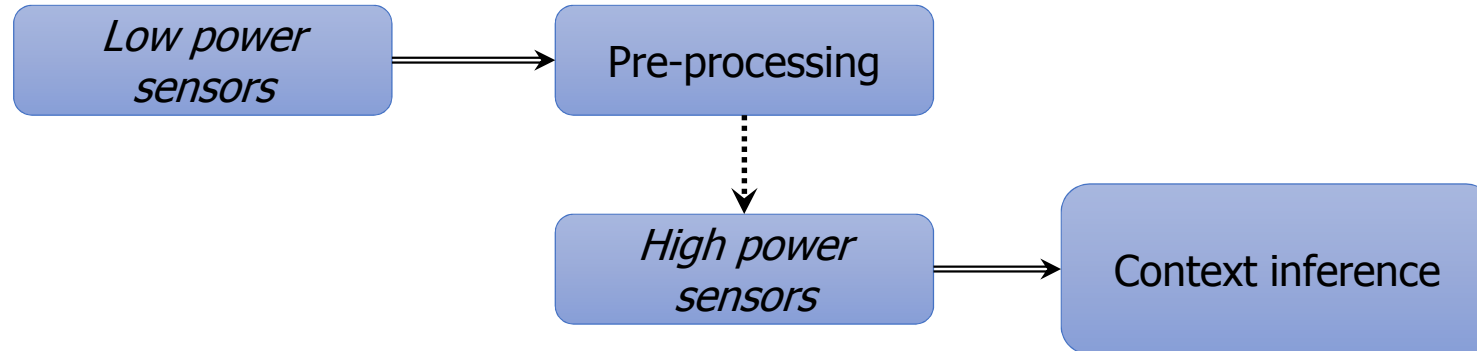 Low power
sensors
Pre-processing
High power
sensors
Context inference